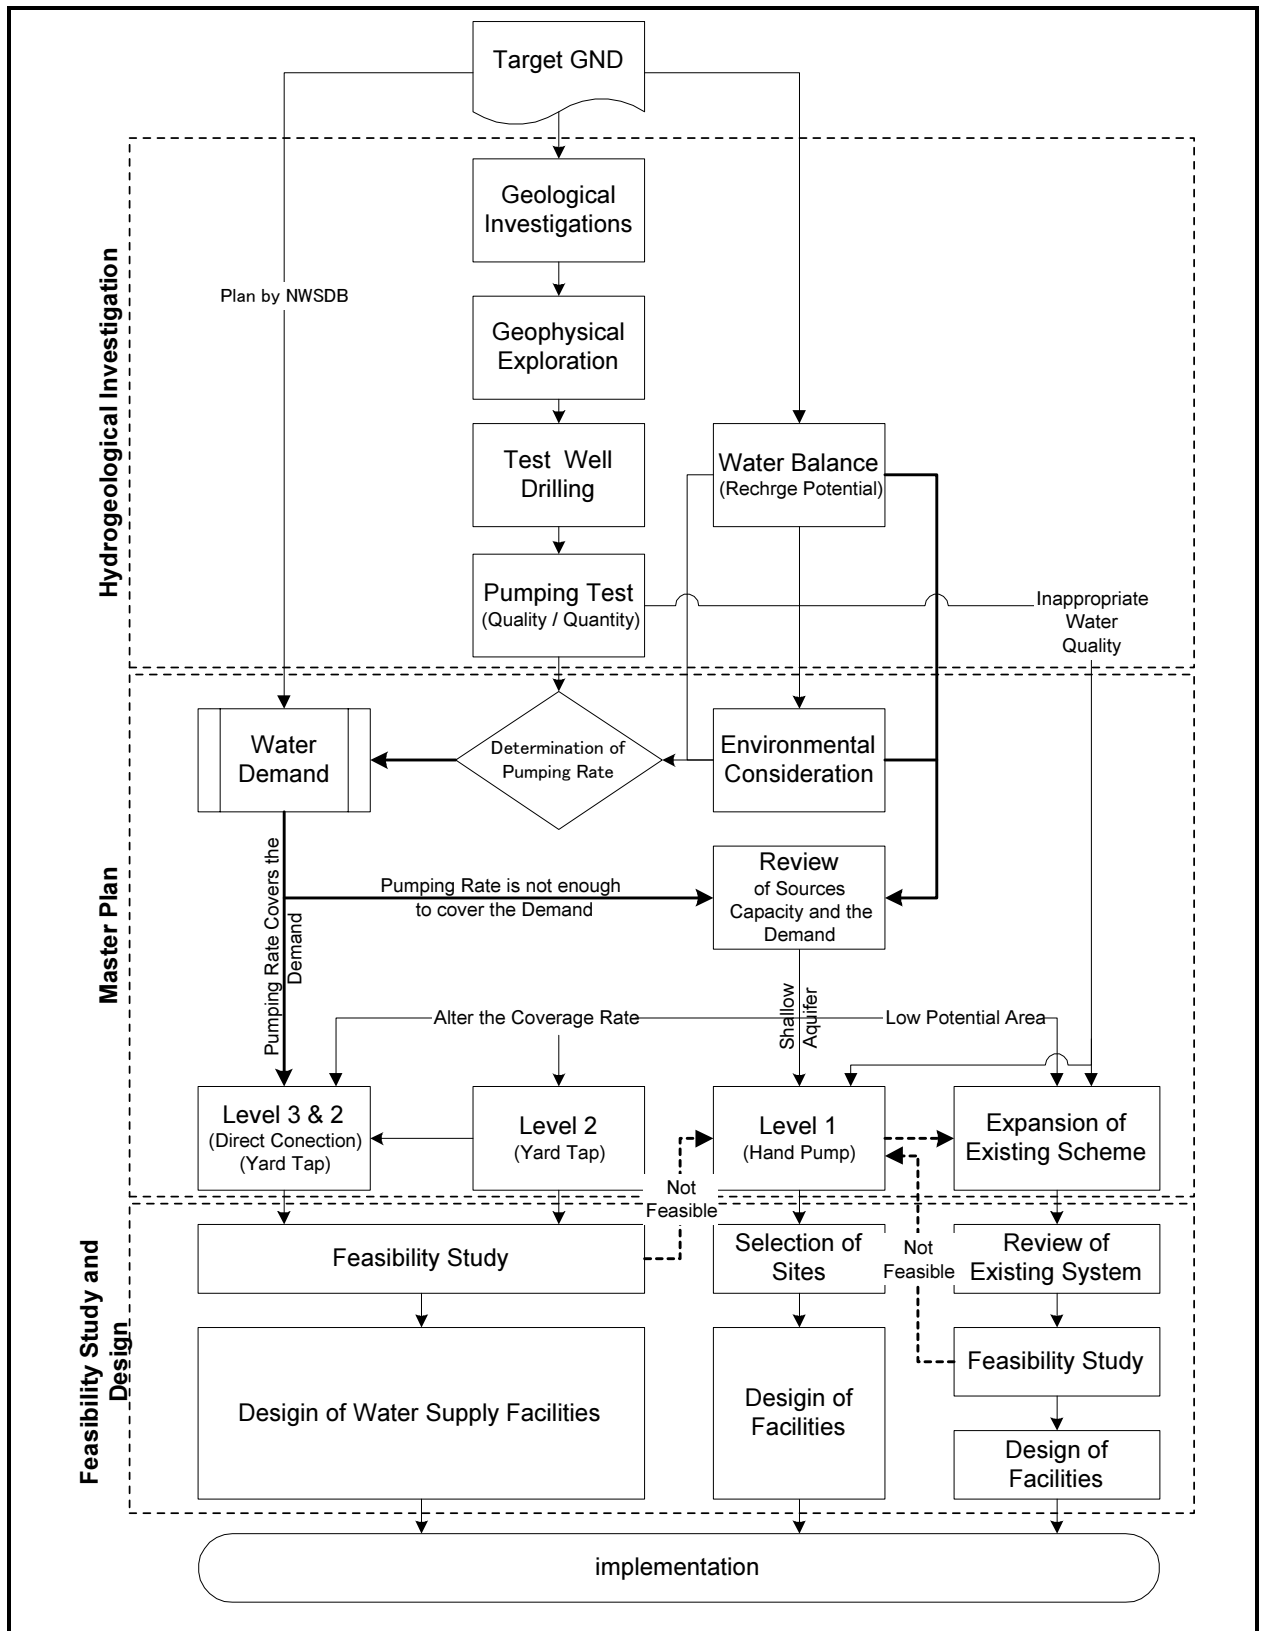 Target GND
Hydrogeological Investigation
Geological
Investigations
Plan by NWSDB
Geophysical
Exploration
Test Well
Drilling
Water Balance
(Rechrge Potential)
Pumping Test
(Quality / Quantity)
Inappropriate
Water
Quality
Master Plan
Water
Demand
Determination of
Pumping Rate
Environmental
Consideration
Pumping Rate Covers the
Demand
Pumping Rate is not enough
to cover the Demand
Review
of Sources
Capacity and the
Demand
Shallow
Aquifer
Alter the Coverage Rate
Low Potential Area
Level 3 & 2
(Direct Conection)
(Yard Tap)
Level 2
(Yard Tap)
Level 1
(Hand Pump)
Expansion of
Existing Scheme
Not
Feasible
Feasibility Study and
Design
Feasibility Study
Selection of
Sites
Not
Feasible
Review of
Existing System
Feasibility Study
Desigin of Water Supply Facilities
Design of
Facilities
Design of
Facilities
implementation